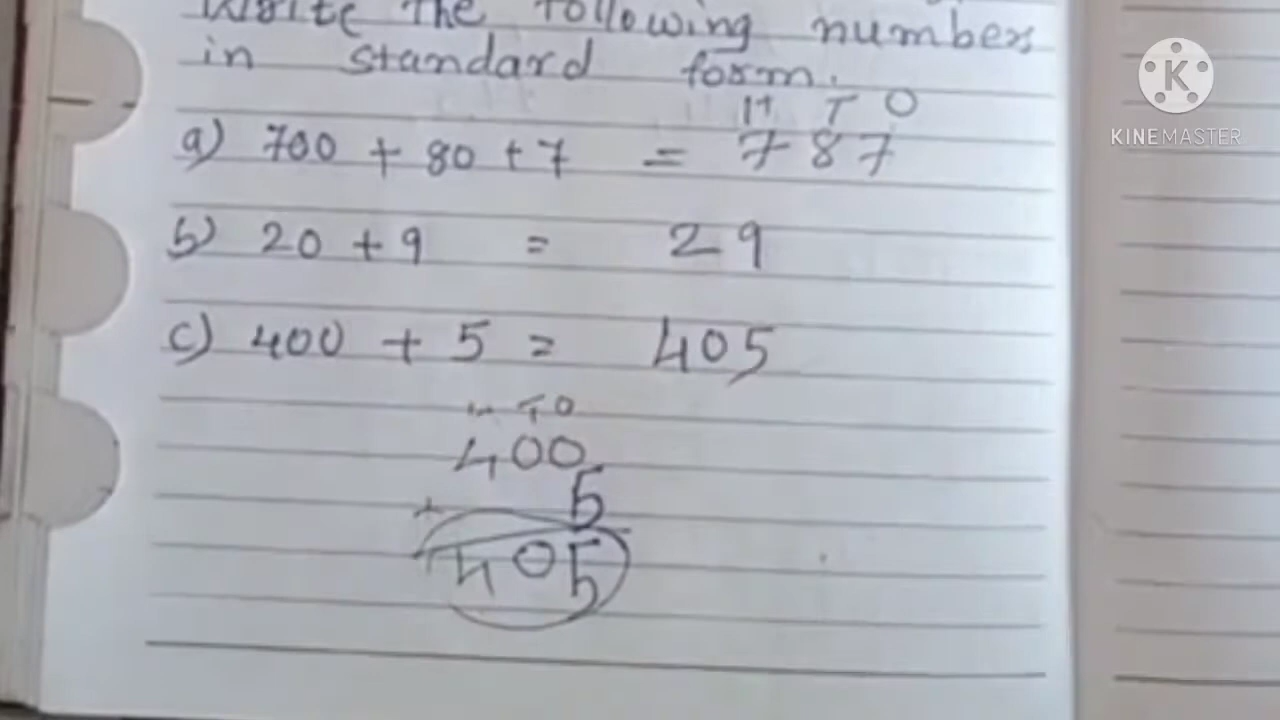 Write the following numbers
in standard form.
H T O
a) 700 + 80 + 7 = 787
b) 20 + 9 = 29
c) 400 + 5 = 405
H T O
400
+ 5
405
K
KINEMASTER